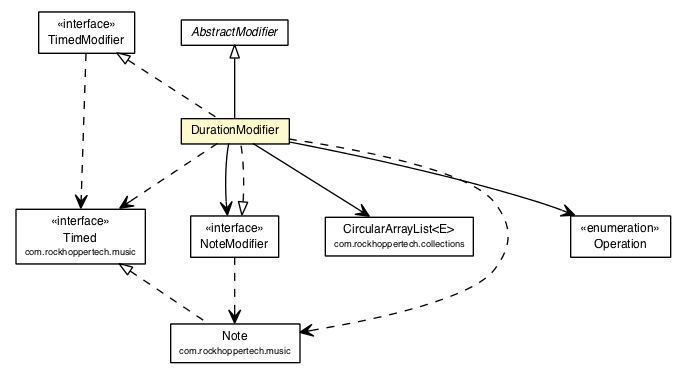 «interface»
TimedModifier
AbstractModifier
DurationModifier
«interface»
Timed
com.rockhoppertech.music
«interface»
NoteModifier
CircularArrayList<E>
com.rockhoppertech.collections
«enumeration»
Operation
Note
com.rockhoppertech.music